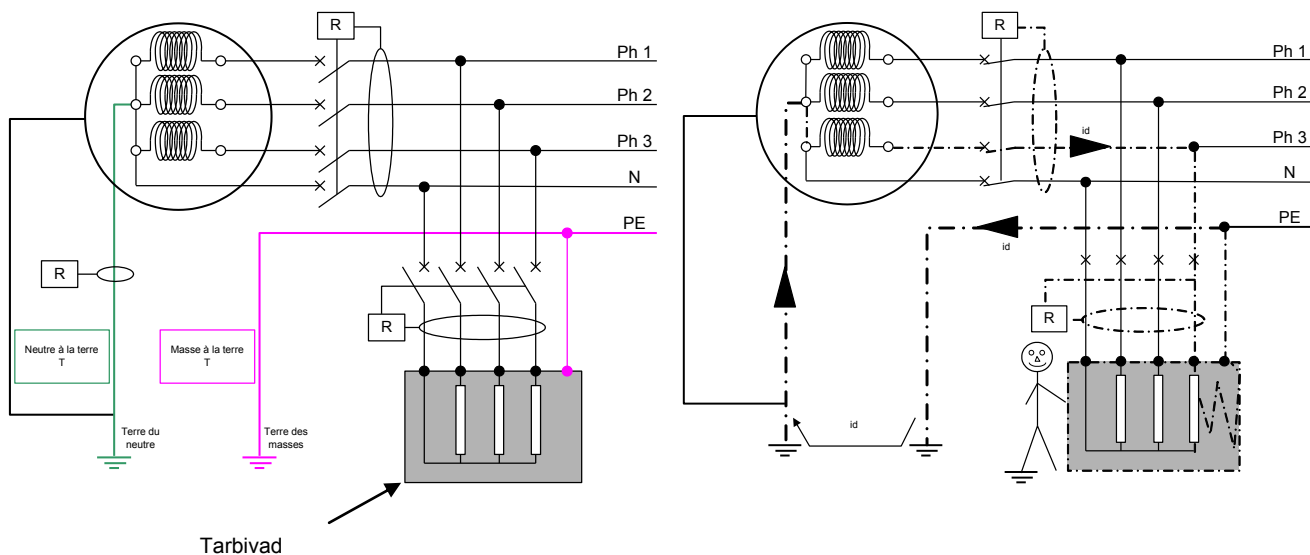 R
Ph 1
Ph 2
Ph 3
N
PE
R
R
Neutre à la terre
T
Masse à la terre
T
Terre du
neutre
Terre des
masses
Tarbivad
R
Ph 1
Ph 2
id
Ph 3
N
PE
id
R
id